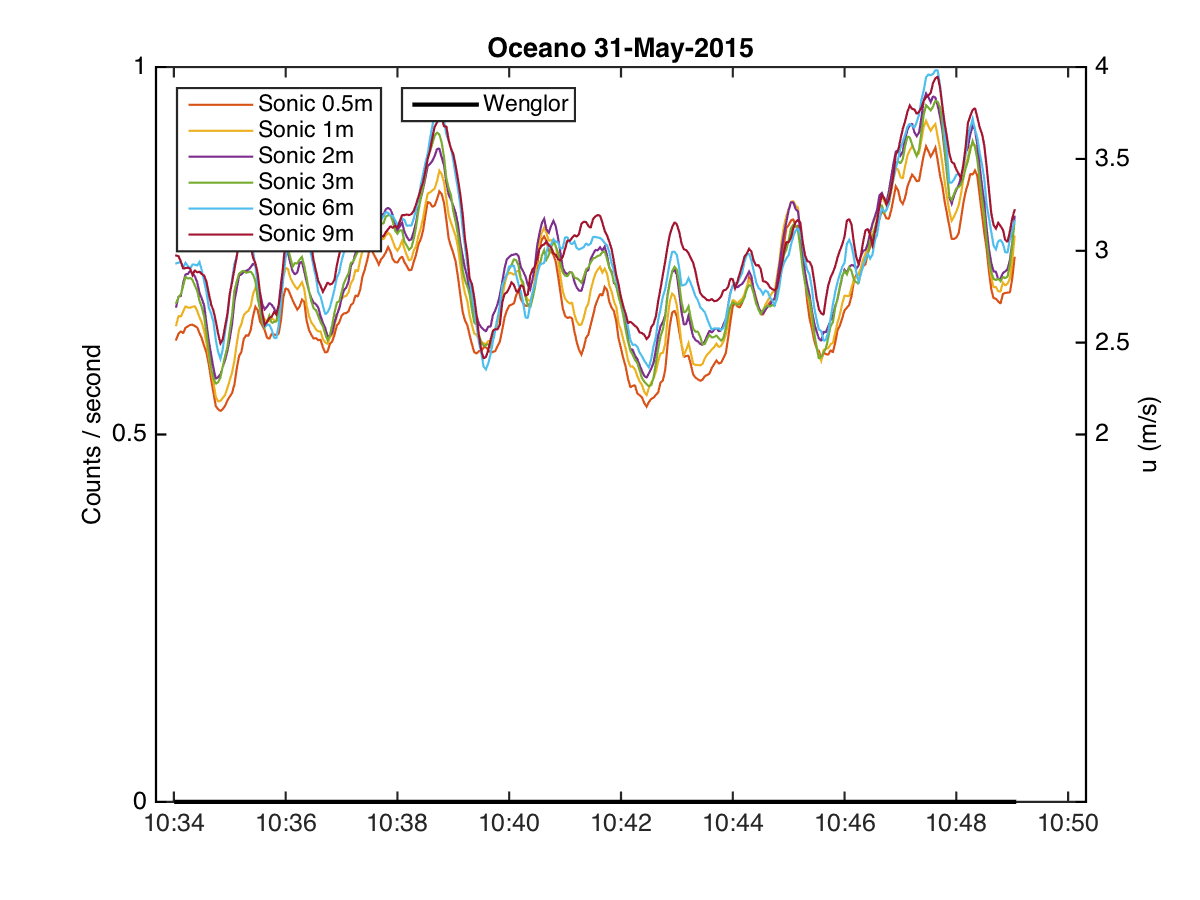 Oceano 31-May-2015
1
4
Sonic 0.5m
Sonic 1m
Sonic 2m
Sonic 3m
Sonic 6m
Sonic 9m
Wenglor
3.5
3
2.5
0.5
2
0
Counts / second
u (m/s)
10:34 10:36 10:38 10:40 10:42 10:44 10:46 10:48 10:50